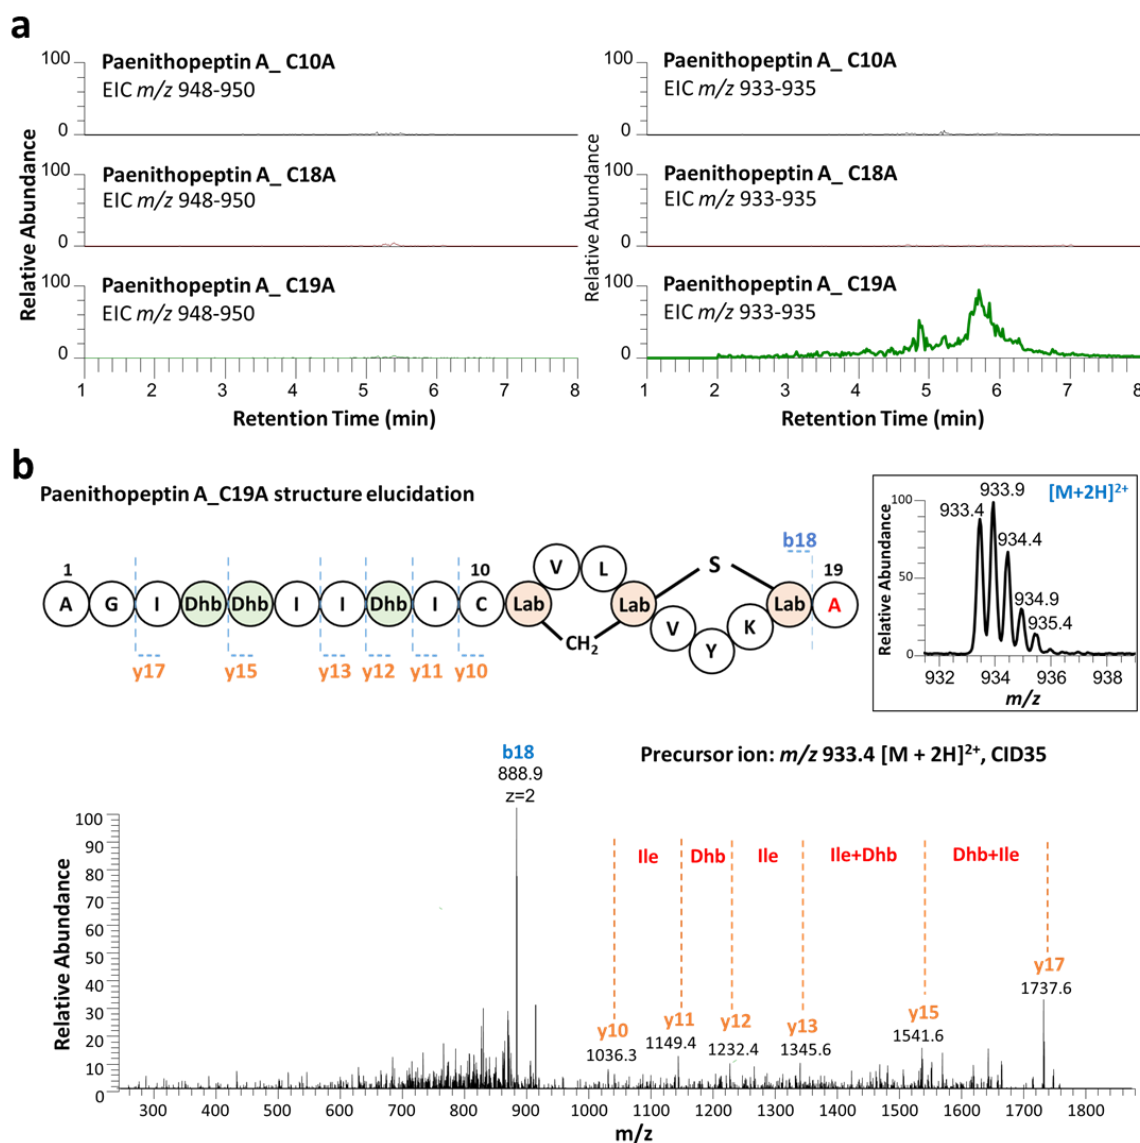 a
Paenithopeptin A_ C10A
EIC m/z 948-950
100
0
Paenithopeptin A_ C18A
EIC m/z 948-950
100
0
Paenithopeptin A_ C19A
EIC m/z 948-950
100
0
Relative Abundance
1 2 3 4 5 6 7 8
Retention Time (min)
Paenithopeptin A_ C10A
EIC m/z 933-935
100
0
Paenithopeptin A_ C18A
EIC m/z 933-935
100
0
Paenithopeptin A_ C19A
EIC m/z 933-935
100
0
Relative Abundance
1 2 3 4 5 6 7 8
Retention Time (min)
b
Paenithopeptin A_C19A structure elucidation
1 10 19
A G I Dhb Dhb I I Dhb I C Lab V L Lab V Y K Lab A
S
CH2
b18
y17 y15 y13 y12 y11 y10
[M+2H]2+
933.4
933.9
934.4
934.9
935.4
100
50
0
Relative Abundance
932 934 936 938
m/z
Precursor ion: m/z 933.4 [M + 2H]2+, CID35
b18
888.9
z=2
Ile Dhb Ile Ile+Dhb Dhb+Ile
y10
1036.3
y11
1149.4
y12
1232.4
y13
1345.6
y15
1541.6
y17
1737.6
100
90
80
70
60
50
40
30
20
10
0
Relative Abundance
300 400 500 600 700 800 900 1000 1100 1200 1300 1400 1500 1600 1700 1800
m/z